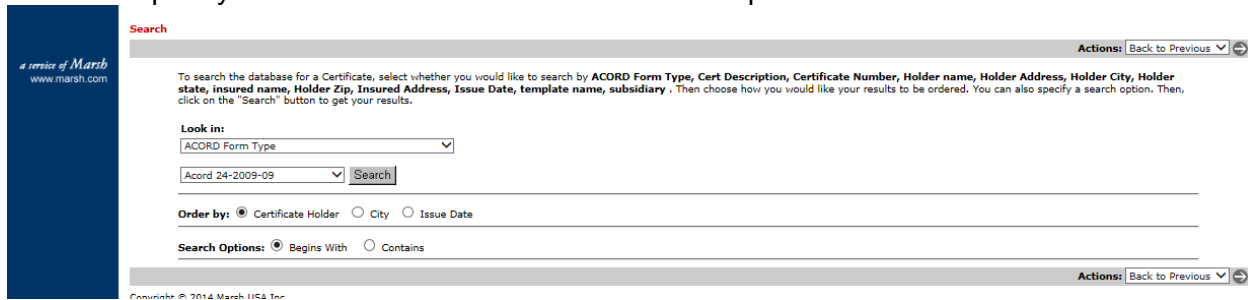 Search
Actions: Back to Previous
a service of Marsh
www.marsh.com
To search the database for a Certificate, select whether you would like to search by ACORD Form Type, Cert Description, Certificate Number, Holder name, Holder Address, Holder City, Holder
state, insured name, Holder Zip, Insured Address, Issue Date, template name, subsidiary . Then choose how you would like your results to be ordered. You can also specify a search option. Then,
click on the "Search" button to get your results.
Look in:
ACORD Form Type
Acord 24-2009-09 Search
Order by: Certificate Holder City Issue Date
Search Options: Begins With Contains
Actions: Back to Previous
Copyright © 2014 Marsh USA Inc